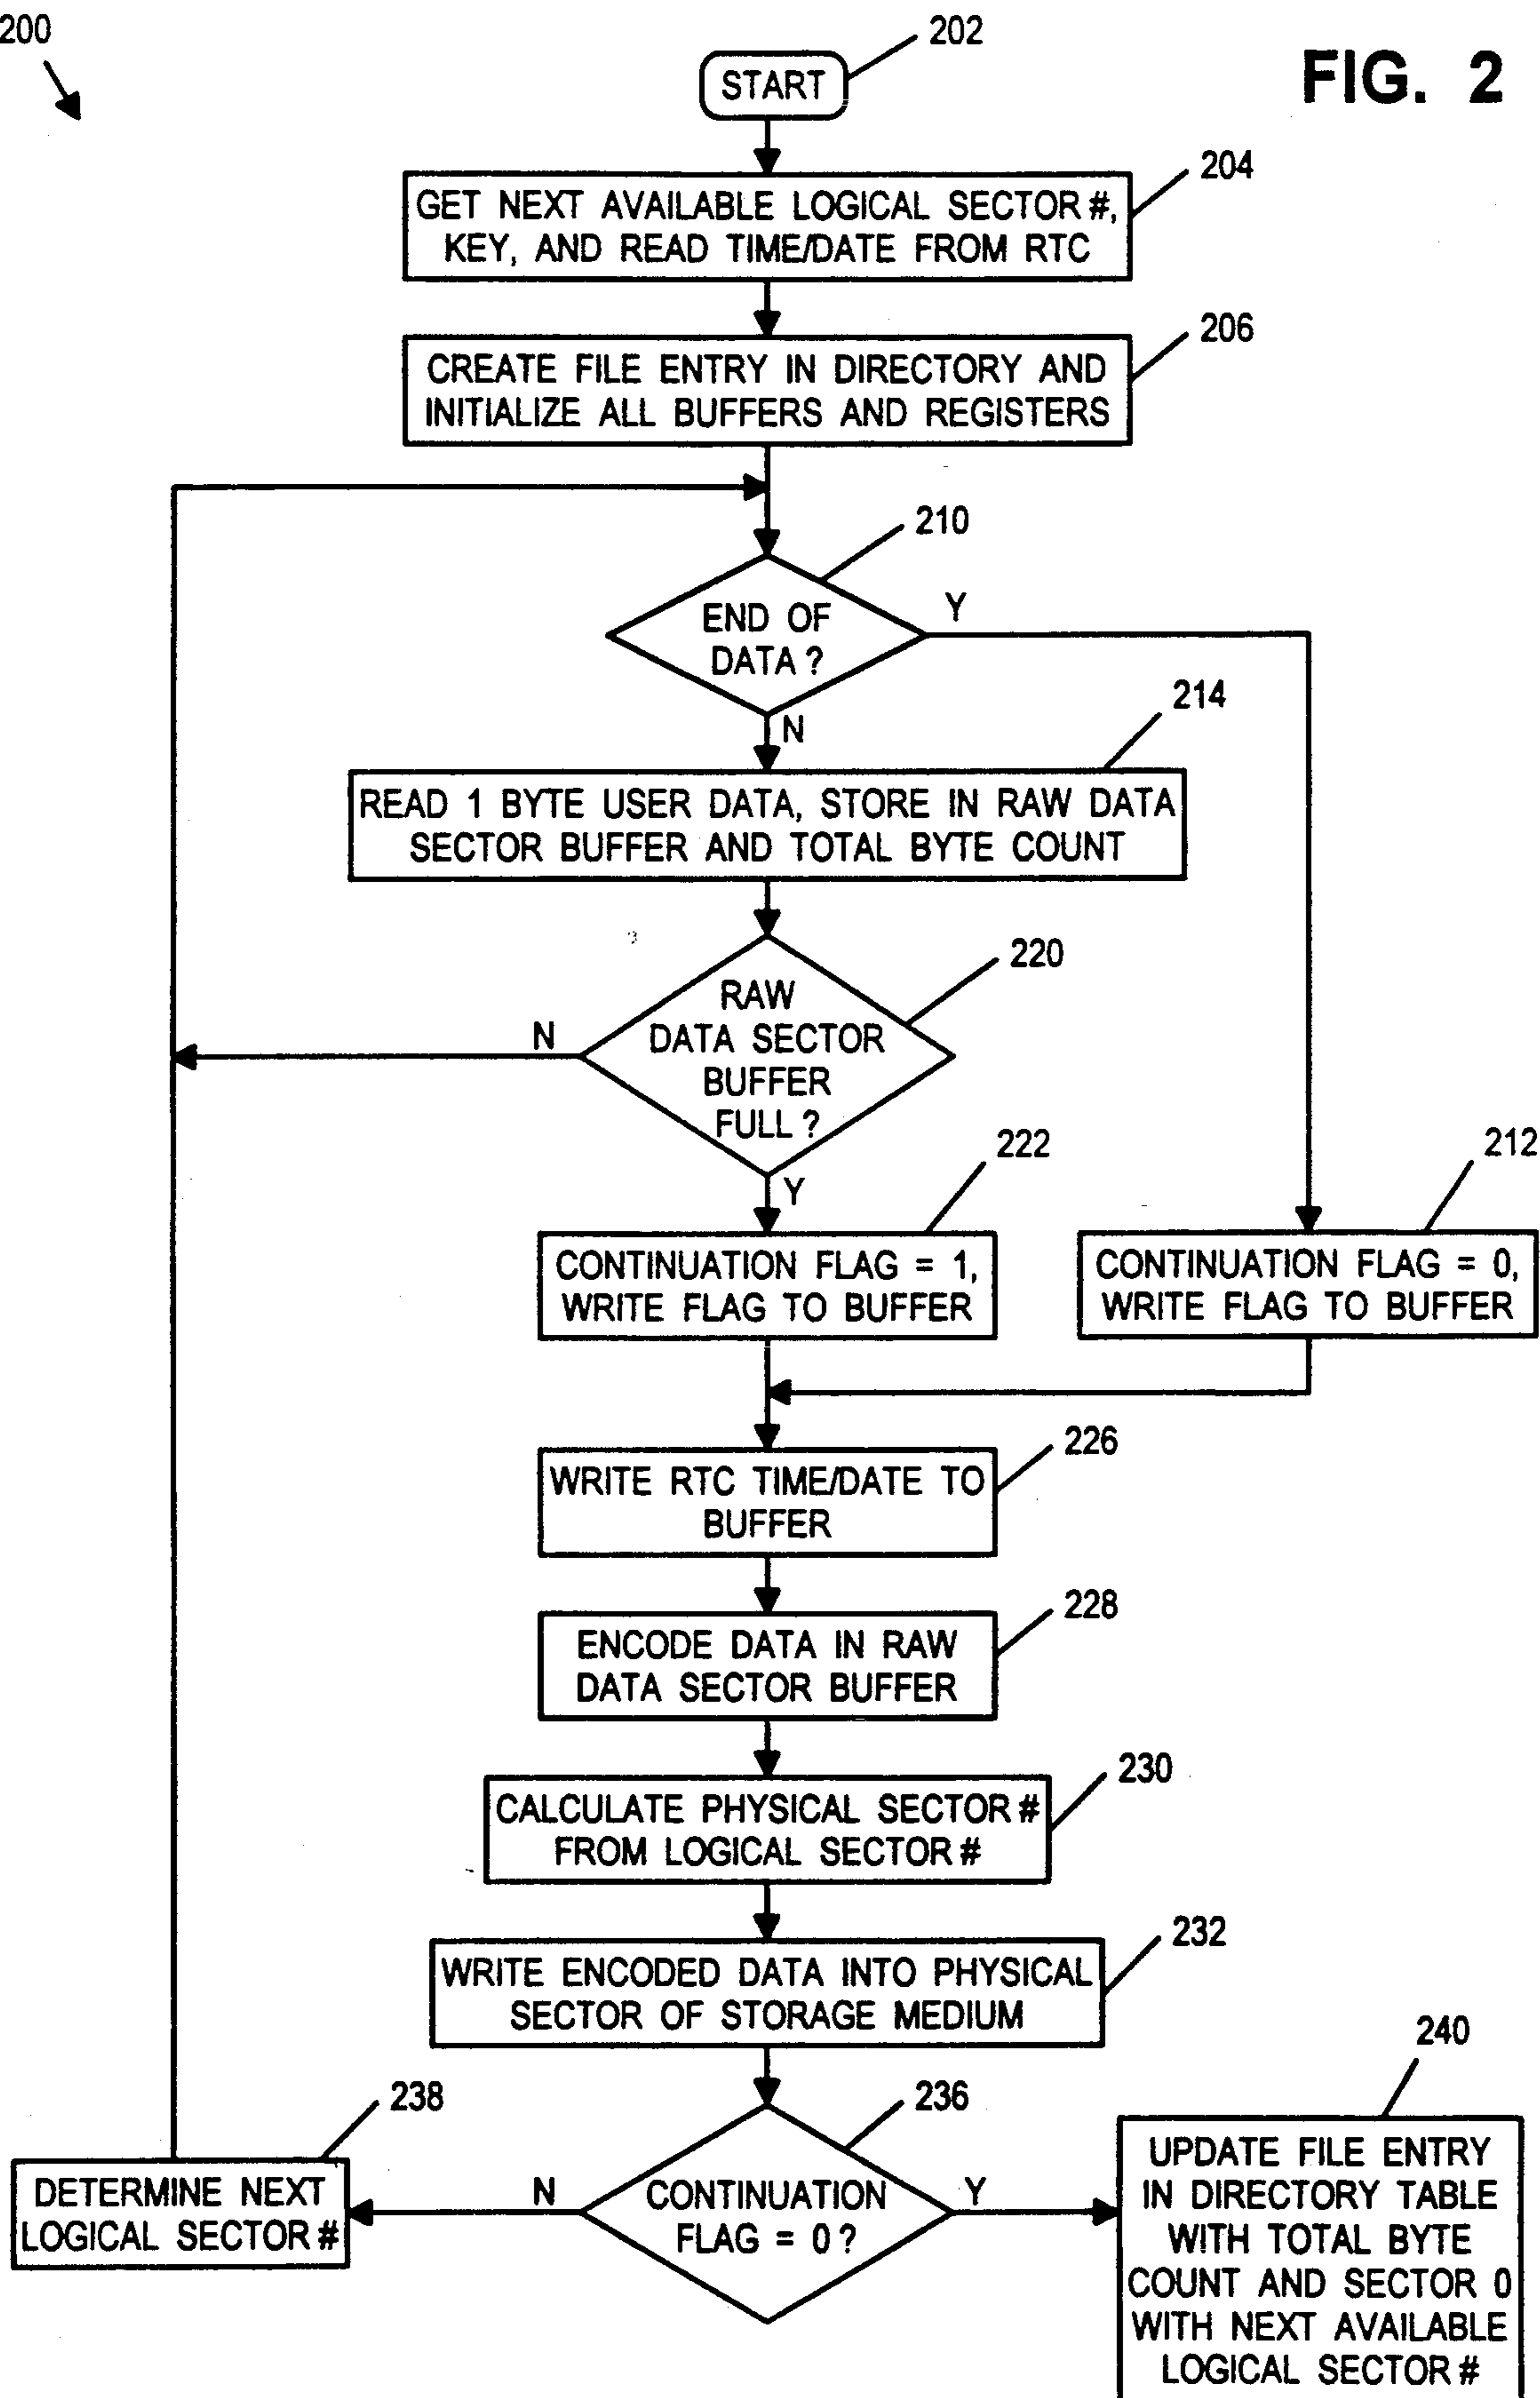 200
202
START
FIG. 2
204
GET NEXT AVAILABLE LOGICAL SECTOR #,
KEY, AND READ TIME/DATE FROM RTC
206
CREATE FILE ENTRY IN DIRECTORY AND
INITIALIZE ALL BUFFERS AND REGISTERS
210
END OF
DATA ?
Y
N
214
READ 1 BYTE USER DATA, STORE IN RAW DATA
SECTOR BUFFER AND TOTAL BYTE COUNT
220
RAW
DATA SECTOR
BUFFER
FULL ?
N
Y
222
CONTINUATION FLAG = 1,
WRITE FLAG TO BUFFER
212
CONTINUATION FLAG = 0,
WRITE FLAG TO BUFFER
226
WRITE RTC TIME/DATE TO
BUFFER
228
ENCODE DATA IN RAW
DATA SECTOR BUFFER
230
CALCULATE PHYSICAL SECTOR #
FROM LOGICAL SECTOR #
232
WRITE ENCODED DATA INTO PHYSICAL
SECTOR OF STORAGE MEDIUM
236
CONTINUATION
FLAG = 0 ?
N
Y
238
DETERMINE NEXT
LOGICAL SECTOR #
240
UPDATE FILE ENTRY
IN DIRECTORY TABLE
WITH TOTAL BYTE
COUNT AND SECTOR 0
WITH NEXT AVAILABLE
LOGICAL SECTOR #